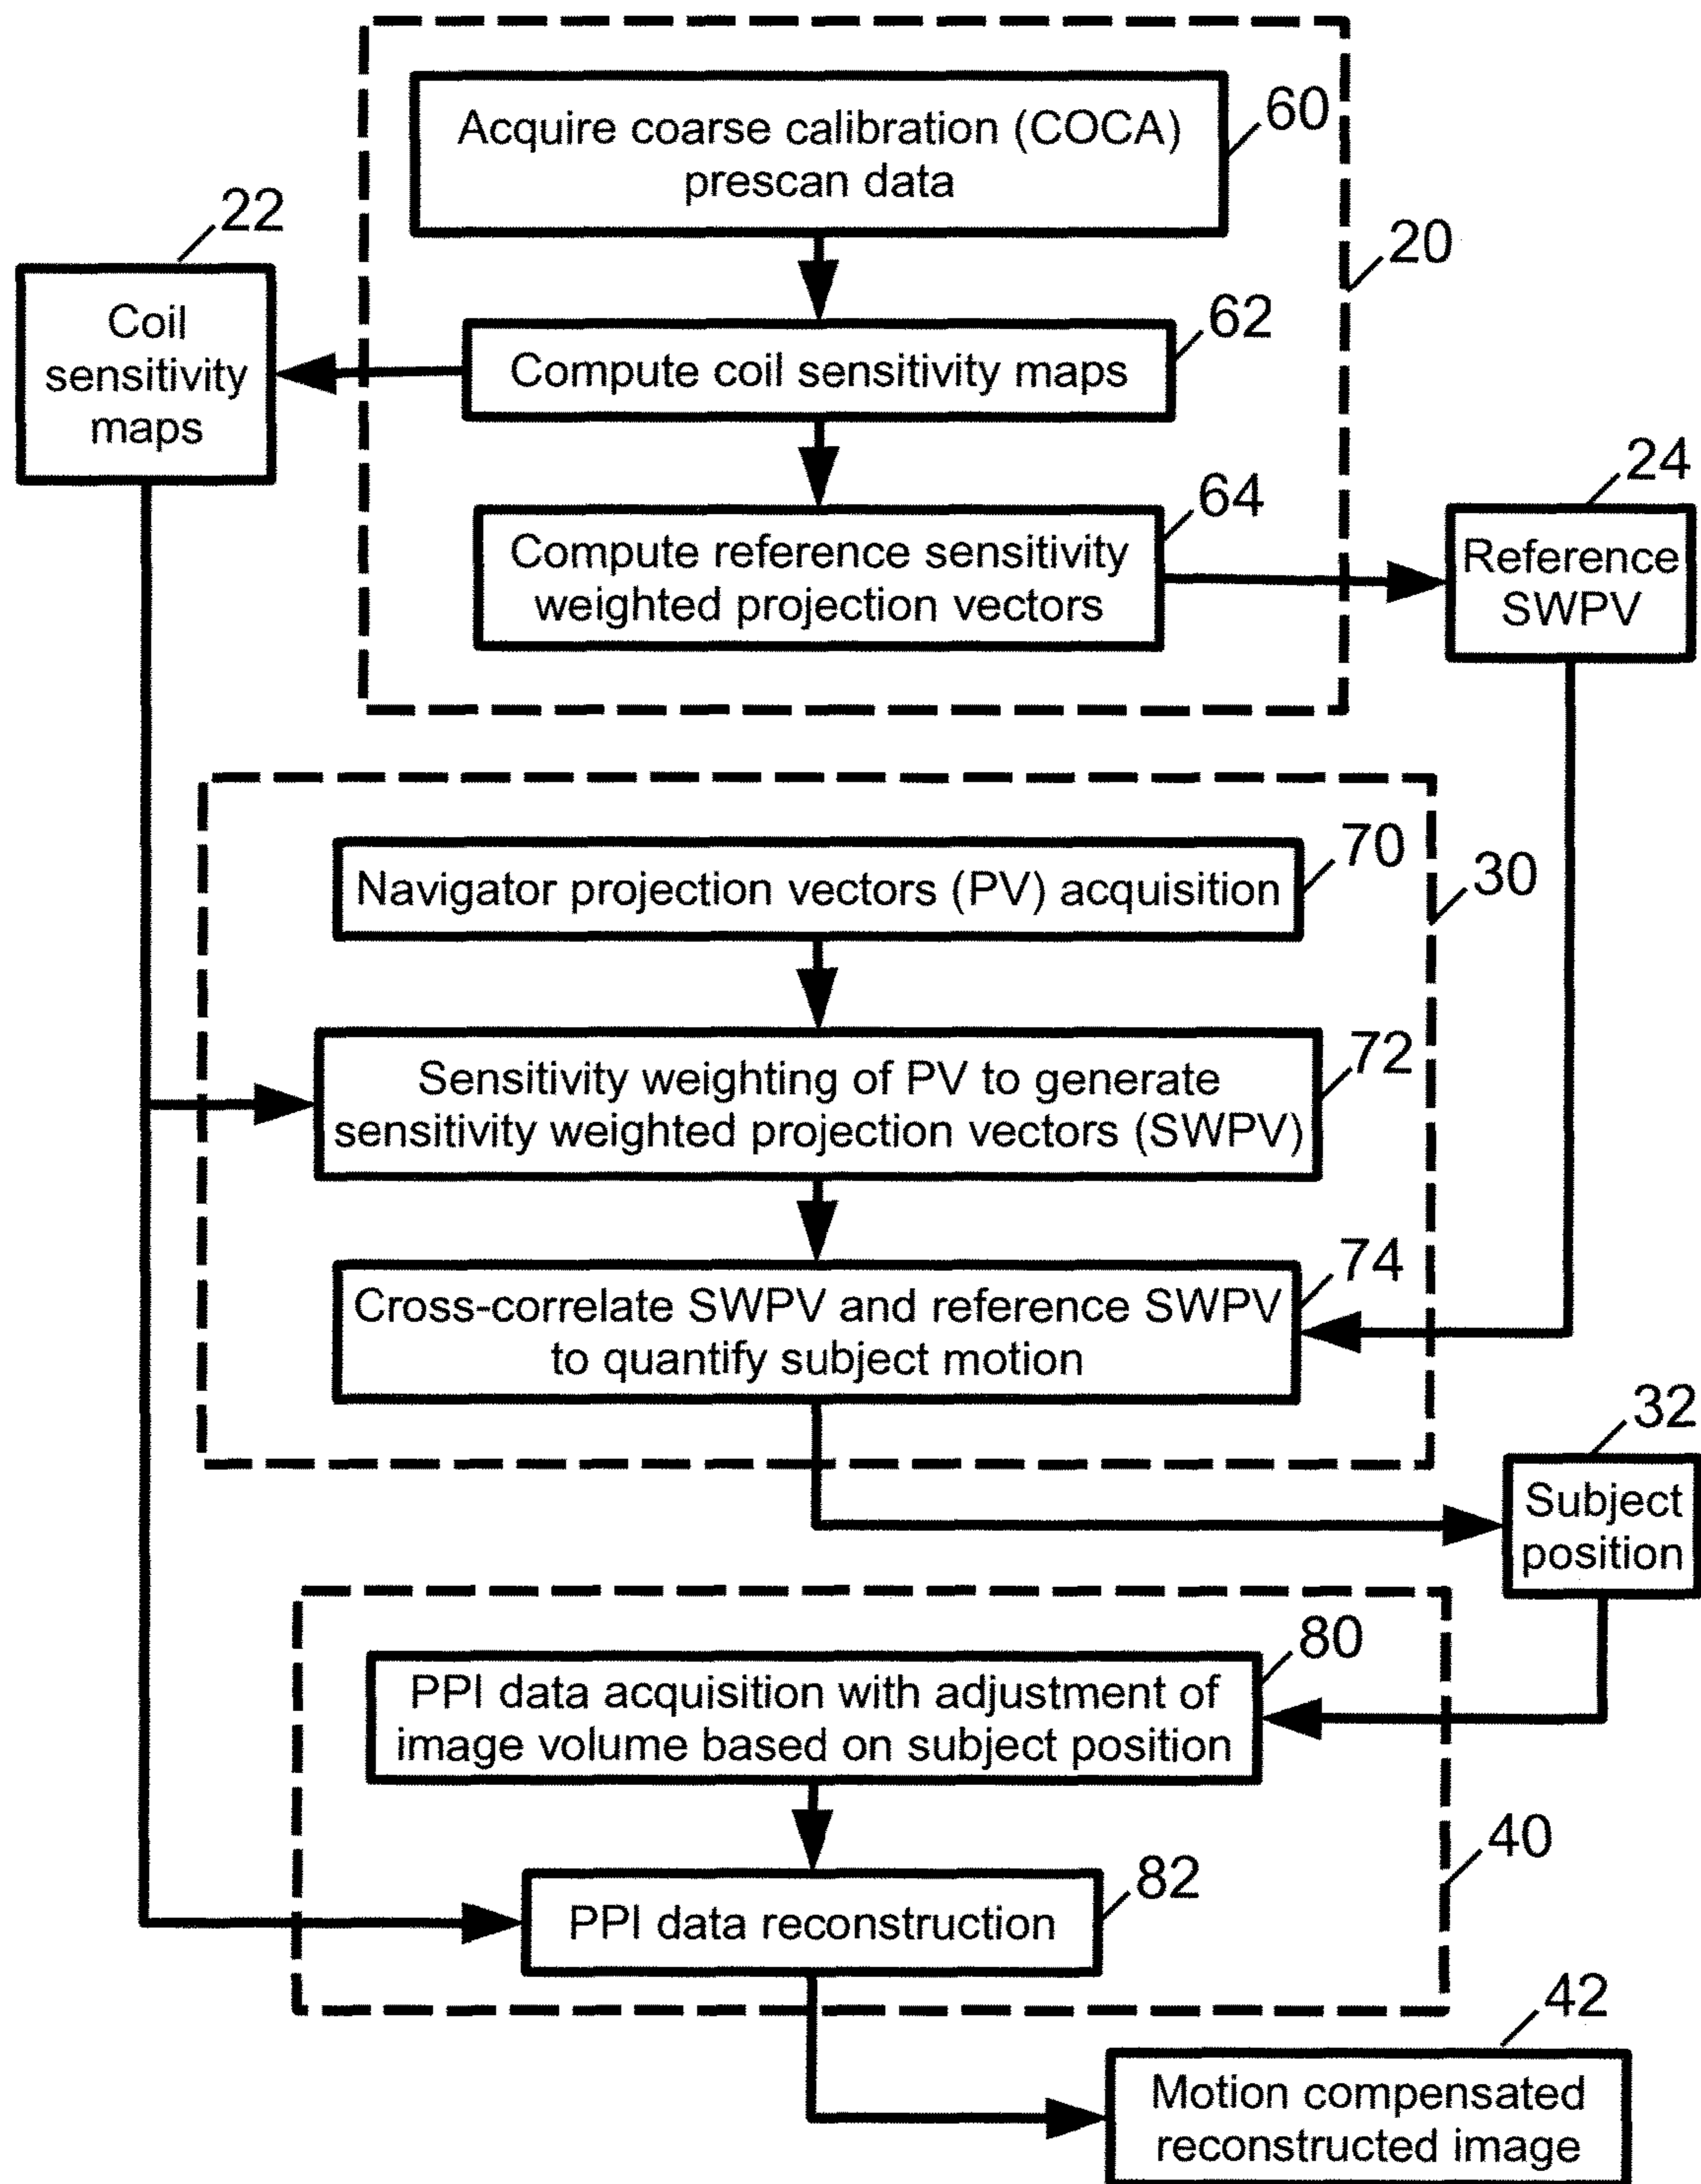 Acquire coarse calibration (COCA)
prescan data
60
20
22
Coil
sensitivity
maps
Compute coil sensitivity maps
62
Compute reference sensitivity
weighted projection vectors
64
24
Reference
SWPV
Navigator projection vectors (PV) acquisition
70
30
Sensitivity weighting of PV to generate
sensitivity weighted projection vectors (SWPV)
72
Cross-correlate SWPV and reference SWPV
to quantify subject motion
74
32
Subject
position
PPI data acquisition with adjustment of
image volume based on subject position
80
40
PPI data reconstruction
82
42
Motion compensated
reconstructed image